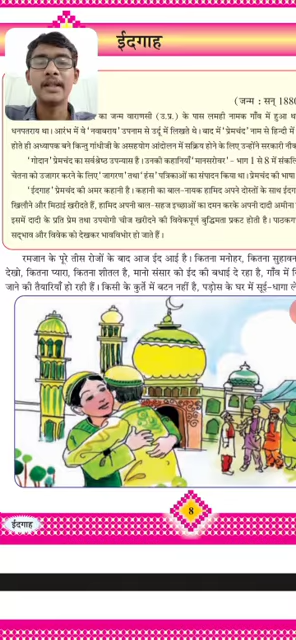 ईदगाह
(जन्म : सन् 1880
का जन्म वाराणसी (उ.प्र.) के पास लमही नामक गाँव में हुआ थ
धनपतराय था। आरंभ में वे 'नवाबराय' उपनाम से उर्दू में लिखते थे। बाद में 'प्रेमचंद' नाम से हिन्दी में
होते ही अध्यापक बने किन्तु गांधीजी के असहयोग आंदोलन में सक्रिय होने के लिए उन्होंने सरकारी नौक
'गोदान' प्रेमचंद का सर्वश्रेष्ठ उपन्यास है। उनकी कहानियाँ 'मानसरोवर' - भाग 1 से 8 में संकलि
चेतना को उजागर करने के लिए 'जागरण' तथा 'हंस' पत्रिकाओं का संपादन किया था। प्रेमचंद की भाषा
'ईदगाह' प्रेमचंद की अमर कहानी है। कहानी का बाल-नायक हामिद अपने दोस्तों के साथ ईदग
खिलौने और मिठाई खरीदते हैं, हामिद अपनी बाल-सहज इच्छाओं का दमन करके अपनी दादी अमीना
इसमें दादी के प्रति प्रेम तथा उपयोगी चीज खरीदने की विवेकपूर्ण बुद्धिमता प्रकट होती है। पाठकग
सद्भाव और विवेक को देखकर भावविभोर हो जाते हैं।
रमजान के पूरे तीस रोजों के बाद आज ईद आई है। कितना मनोहर, कितना सुहावन
देखो, कितना प्यारा, कितना शीतल है, मानो संसार को ईद की बधाई दे रहा है, गाँव में कि
जाने की तैयारियाँ हो रही हैं। किसी के कुर्ते में बटन नहीं है, पड़ोस के घर में सूई-धागा ले
8
ईदगाह